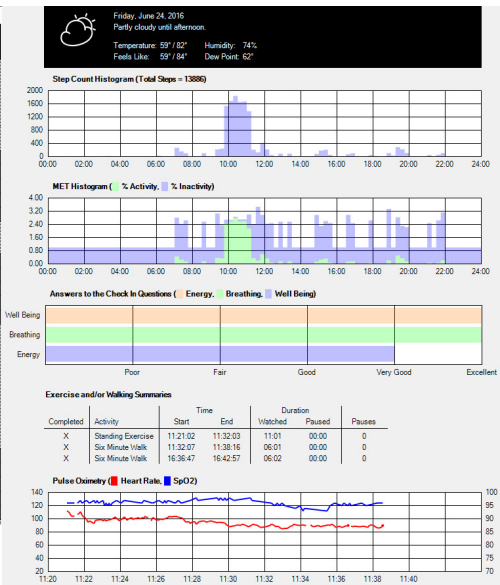 Friday, June 24, 2016
Partly cloudy until afternoon.
Temperature: 59°/ 82° Humidity: 74%
Feels Like: 59°/ 84° Dew Point: 62°
Step Count Histogram (Total Steps = 13886)
2000
1600
1200
800
400
0
00:00 02:00 04:00 06:00 08:00 10:00 12:00 14:00 16:00 18:00 20:00 22:00 24:00
MET Histogram ( % Activity, % Inactivity)
4.00
3.20
2.40
1.60
0.80
0.00
00:00 02:00 04:00 06:00 08:00 10:00 12:00 14:00 16:00 18:00 20:00 22:00 24:00
Answers to the Check In Questions ( Energy, Breathing, Well Being)
Well Being
Breathing
Energy
Poor Fair Good Very Good Excellent
Exercise and/or Walking Summaries
Time Duration
Completed Activity Start End Watched Paused Pauses
X Standing Exercise 11:21:02 11:32:03 11:01 00:00 0
X Six Minute Walk 11:32:07 11:38:16 06:01 00:00 0
X Six Minute Walk 16:36:47 16:42:57 06:02 00:00 0
Pulse Oximetry ( Heart Rate, SpO2)
140 100
120 95
100 90
80 85
60 80
40 75
20 70
11:20 11:22 11:24 11:26 11:28 11:30 11:32 11:34 11:36 11:38 11:40